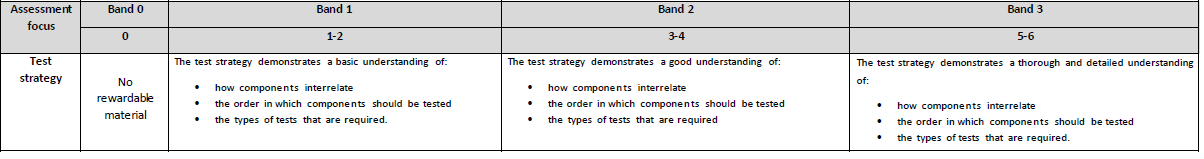 Assessment focus
Band 0
Band 1
Band 2
Band 3
0
1-2
3-4
5-6
Test strategy
No rewardable material
The test strategy demonstrates a basic understanding of:
• how components interrelate
• the order in which components should be tested
• the types of tests that are required.
The test strategy demonstrates a good understanding of:
• how components interrelate
• the order in which components should be tested
• the types of tests that are required
The test strategy demonstrates a thorough and detailed understanding
of:
• how components interrelate
• the order in which components should be tested
• the types of tests that are required.